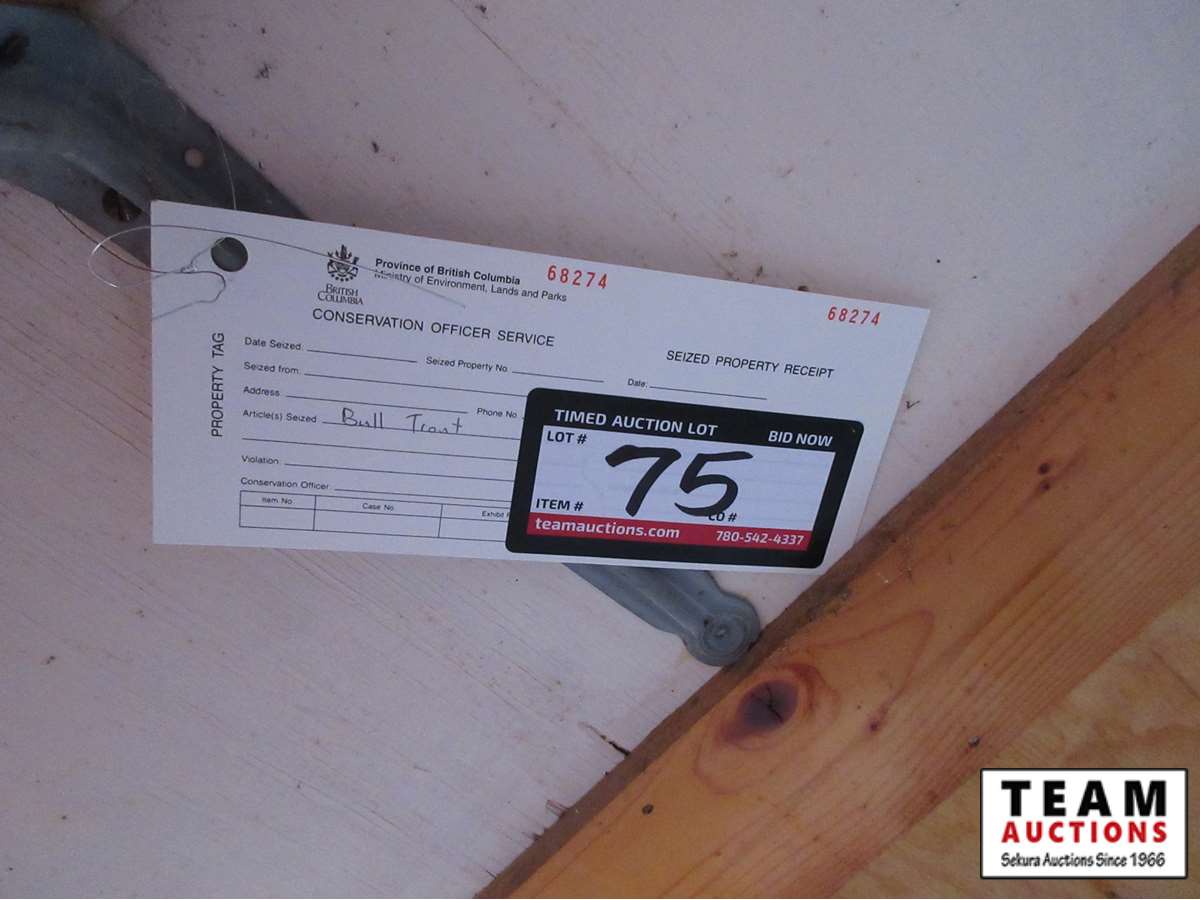 Province of British Columbia 68274
Ministry of Environment, Lands and Parks
BRITISH
COLUMBIA
68274
CONSERVATION OFFICER SERVICE
SEIZED PROPERTY RECEIPT
PROPERTY TAG
Date Seized: Seized Property No.
Date:
Seized from:
Address: Phone No.
Article(s) Seized Bull Trout
Violation:
Conservation Officer:
Item No. Case No. Exhibit
TIMED AUCTION LOT BID NOW
LOT #
75
ITEM #
teamauctions.com 780-542-4337
TEAM
AUCTIONS
Sekura Auctions Since 1966